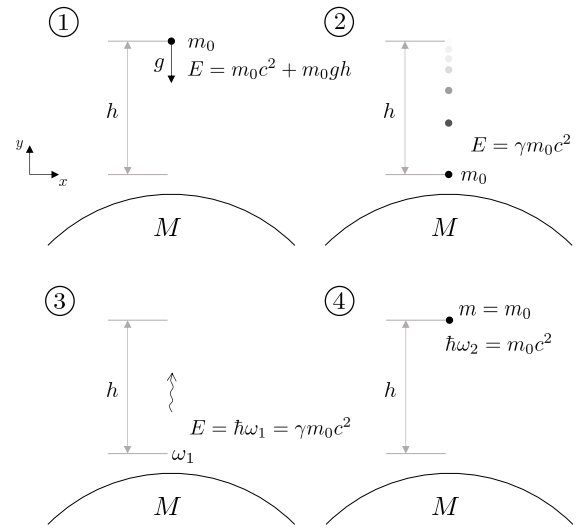 ① ②
g m₀
E = m₀c² + m₀gh
h h
y E = γm₀c²
x m₀
M M
③ ④
m = m₀
ħω₂ = m₀c²
h h
E = ħω₁ = γm₀c²
ω₁
M M